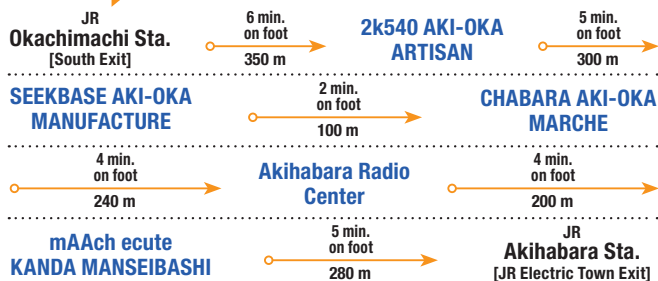 JR
Okachimachi Sta.
[South Exit]
6 min.
on foot
350 m
2k540 AKI-OKA
ARTISAN
5 min.
on foot
300 m
SEEKBASE AKI-OKA
MANUFACTURE
2 min.
on foot
100 m
CHABARA AKI-OKA
MARCHE
4 min.
on foot
240 m
Akihabara Radio
Center
4 min.
on foot
200 m
mAAch ecute
KANDA MANSEIBASHI
5 min.
on foot
280 m
JR
Akihabara Sta.
[JR Electric Town Exit]